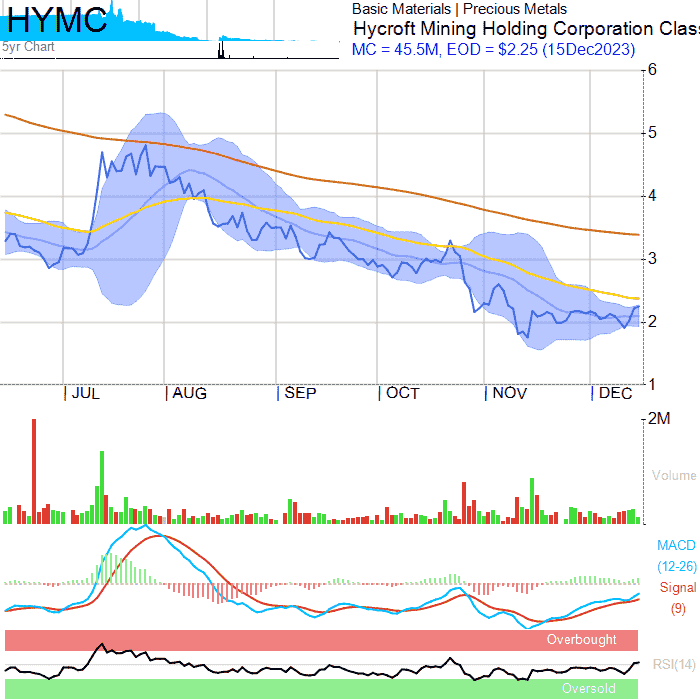 HYMC
5yr Chart
Basic Materials | Precious Metals
Hycroft Mining Holding Corporation Clas
MC = 45.5M, EOD = $2.25 (15Dec2023)
6
5
4
3
2
1
| JUL | AUG | SEP | OCT | NOV | DEC
2M
Volume
MACD
(12-26)
Signal
(9)
Overbought
RSI(14)
Oversold